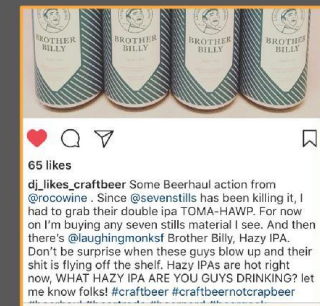 BROTHER BILLY BROTHER BILLY BROTHER BILLY BROTHER BILLY
65 likes
dj_likes_craftbeer Some Beerhaul action from
@rocowine . Since @sevenstills has been killing it, I
had to grab their double ipa TOMA-HAWP. For now
on I'm buying any seven stills material I see. And then
there's @laughingmonksf Brother Billy, Hazy IPA.
Don't be surprise when these guys blow up and their
shit is flying off the shelf. Hazy IPAs are hot right
now, WHAT HAZY IPA ARE YOU GUYS DRINKING? let
me know folks! #craftbeer #craftbeernotcrapbeer